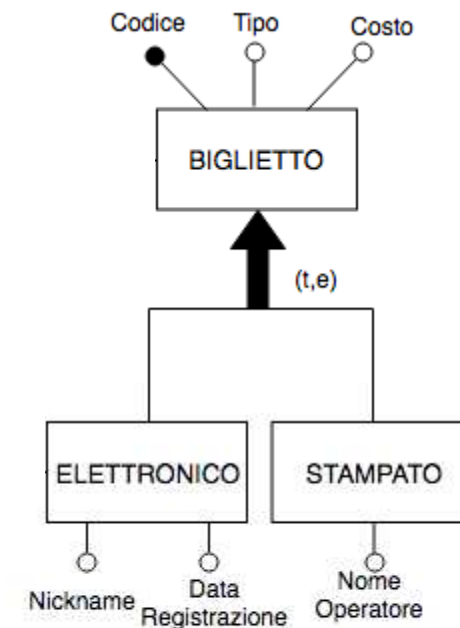 Codice
Tipo
Costo
BIGLIETTO
(t,e)
ELETTRONICO
STAMPATO
Nickname
Data
Registrazione
Nome
Operatore